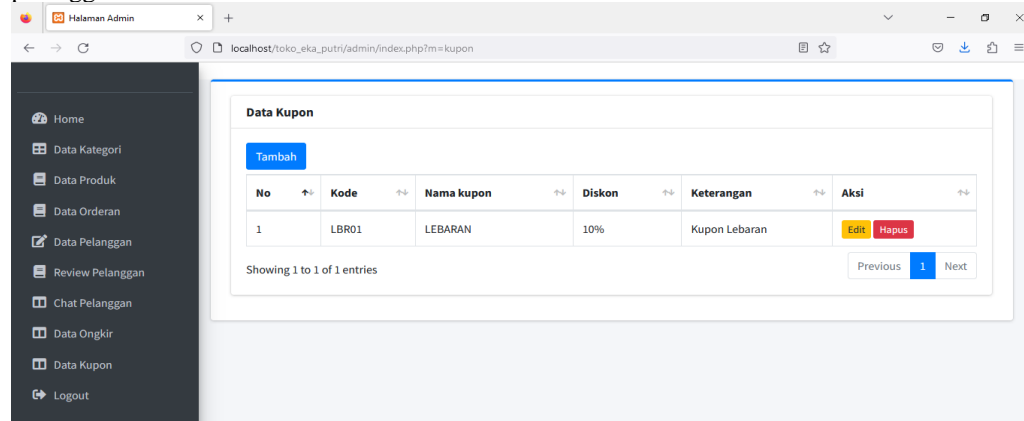 Halaman Admin
localhost/toko_eka_putri/admin/index.php?m=kupon
Home
Data Kategori
Data Produk
Data Orderan
Data Pelanggan
Review Pelanggan
Chat Pelanggan
Data Ongkir
Data Kupon
Logout
Data Kupon
Tambah
No Kode Nama kupon Diskon Keterangan Aksi
1 LBR01 LEBARAN 10% Kupon Lebaran Edit Hapus
Showing 1 to 1 of 1 entries
Previous 1 Next